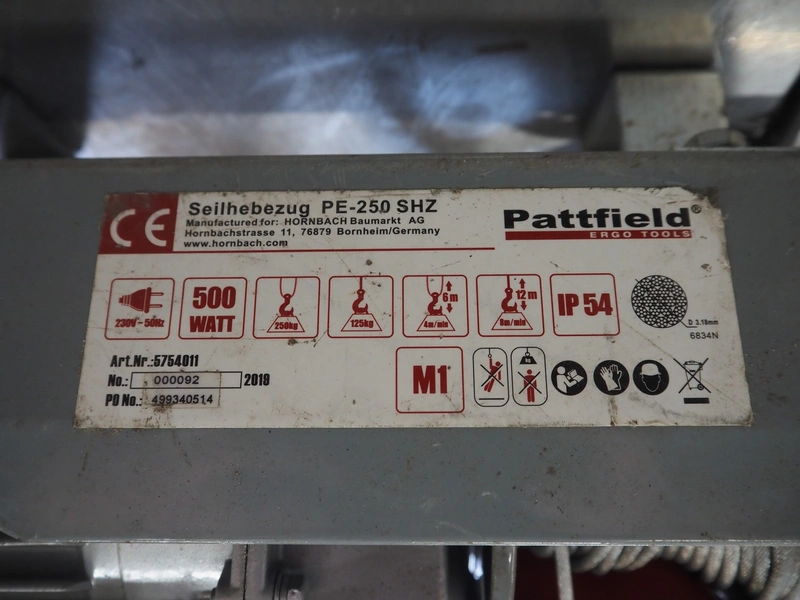 CE
Seilhebezug PE-250 SHZ
Manufactured for: HORNBACH Baumarkt AG
Hornbachstrasse 11, 76879 Bornheim/Germany
www.hornbach.com
Pattfield®
ERGO TOOLS
230V~50Hz
500
WATT
250kg
125kg
6m
4m/min
12m
8m/min
IP 54
D 3.18mm
6834N
Art.Nr.:5754011
No.: 000092 2019
PO No.: 499340514
M1
KG